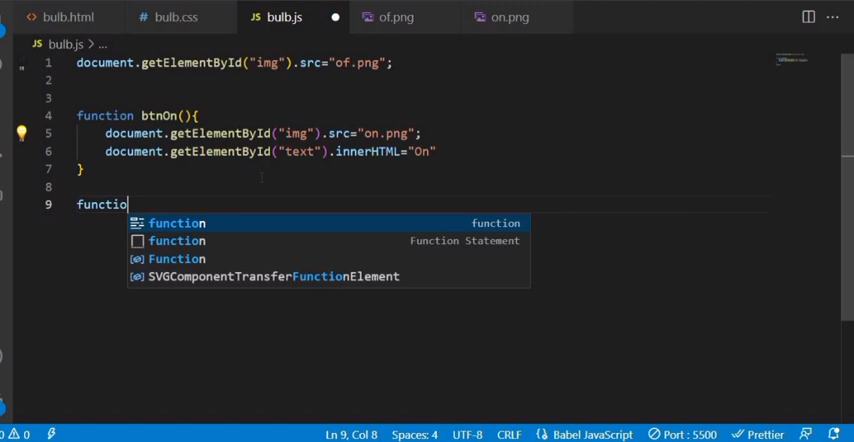 bulb.html # bulb.css JS bulb.js of.png on.png
JS bulb.js > ...
1 document.getElementById("img").src="of.png";
2
3
4 function btnOn(){
5 document.getElementById("img").src="on.png";
6 document.getElementById("text").innerHTML="On"
7 }
8
9 functio
function function
function Function Statement
Function
SVGComponentTransferFunctionElement
0 0 Ln 9, Col 8 Spaces: 4 UTF-8 CRLF Babel JavaScript Port : 5500 Prettier